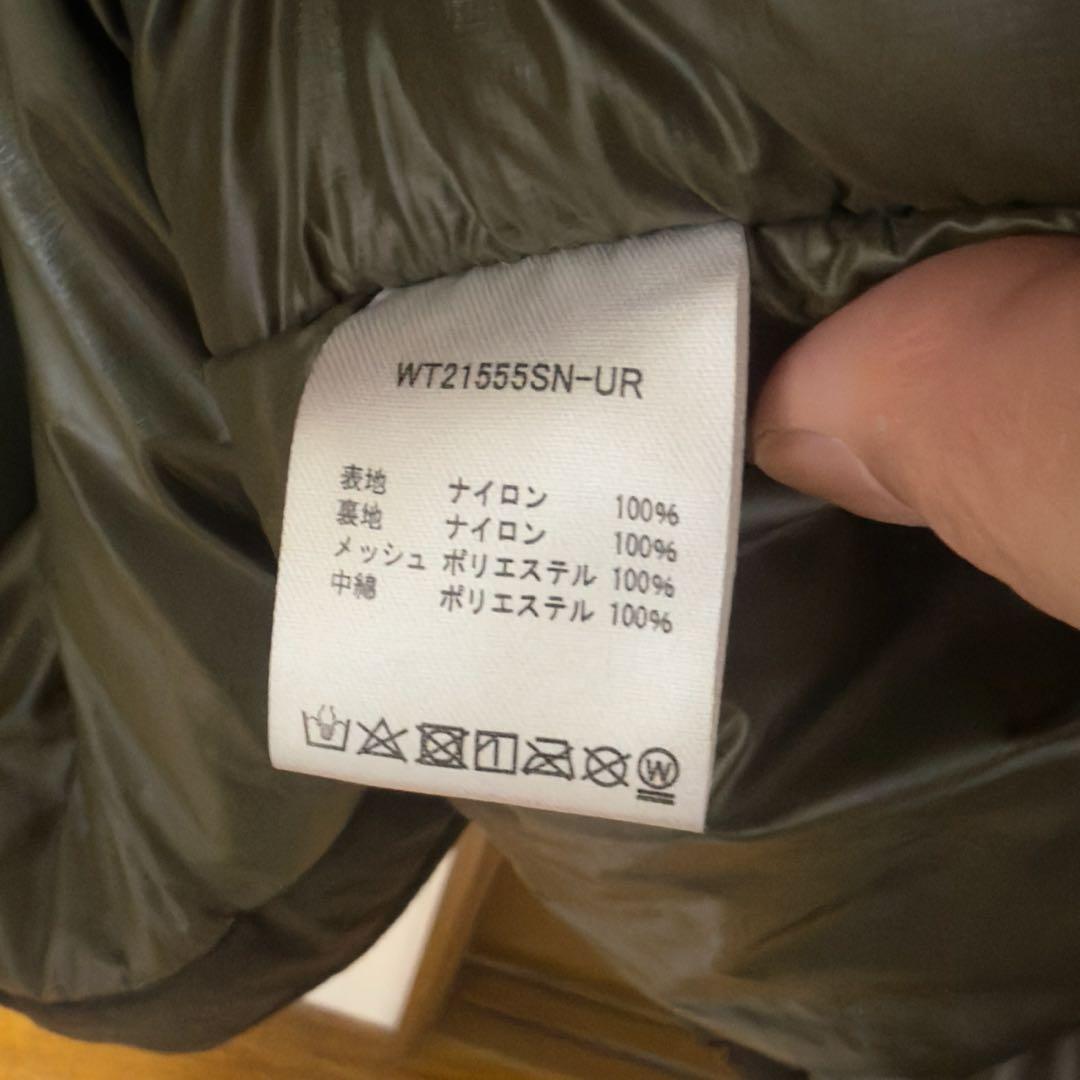 WT21555SN-UR
表地 ナイロン 100%
裏地 ナイロン 100%
メッシュ ポリエステル 100%
中綿 ポリエステル 100%
W